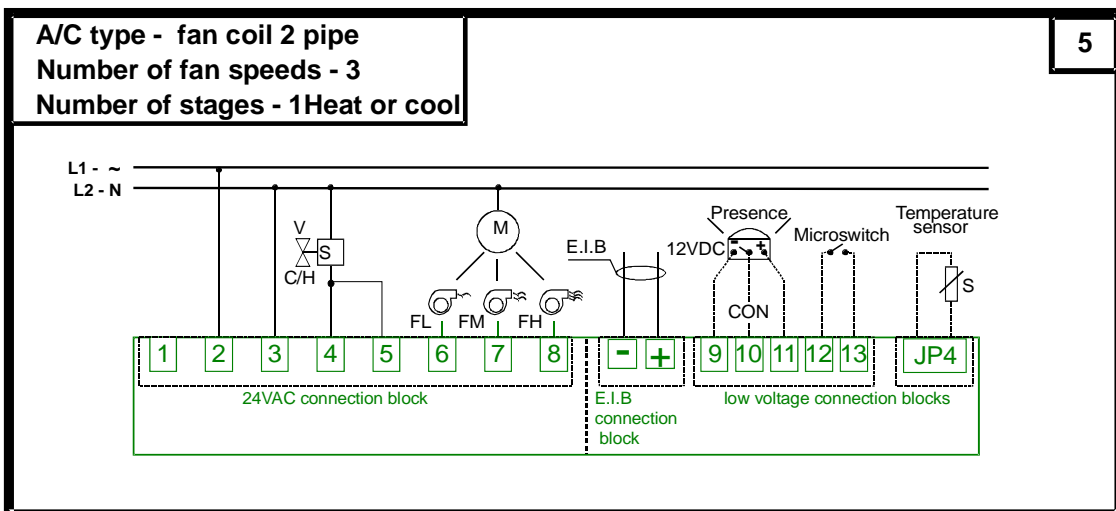 A/C type - fan coil 2 pipe
Number of fan speeds - 3
Number of stages - 1Heat or cool
5
L1 - ~
L2 - N
V
S
C/H
M
FL
FM
FH
E.I.B
Presence
12VDC
- +
CON
Microswitch
Temperature
sensor
S
1 2 3 4 5 6 7 8 - + 9 10 11 12 13 JP4
24VAC connection block
E.I.B
connection
block
low voltage connection blocks